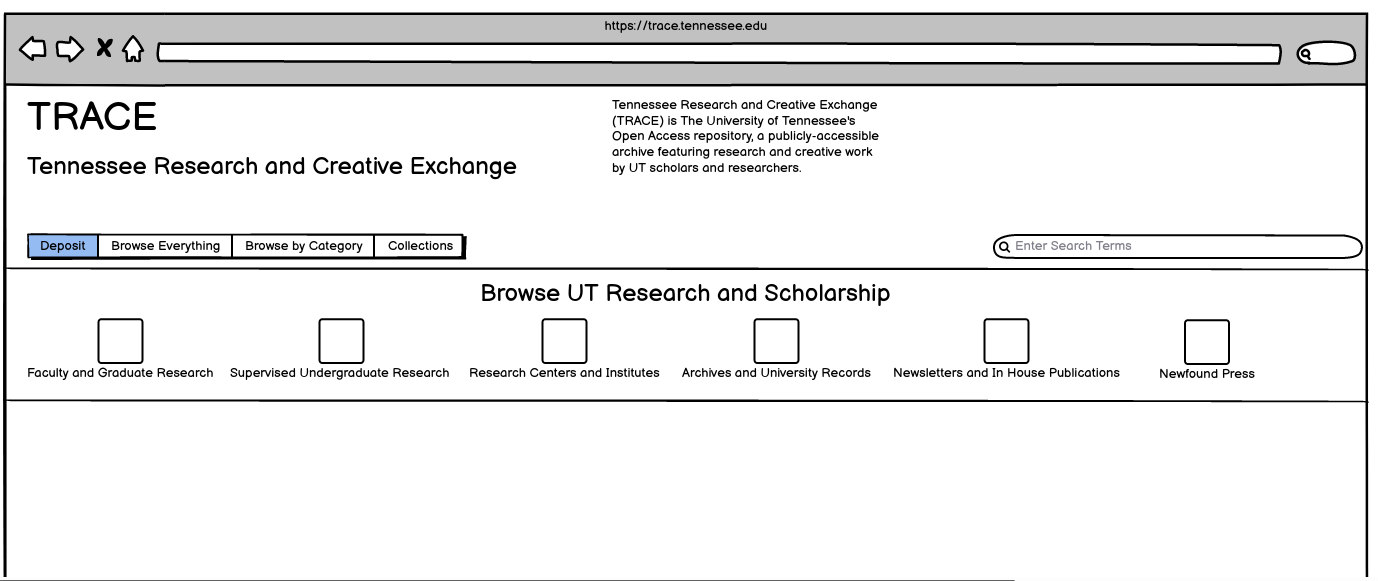 https://trace.tennessee.edu
TRACE
Tennessee Research and Creative Exchange
Tennessee Research and Creative Exchange
(TRACE) is The University of Tennessee's
Open Access repository, a publicly-accessible
archive featuring research and creative work
by UT scholars and researchers.
Deposit Browse Everything Browse by Category Collections
Enter Search Terms
Browse UT Research and Scholarship
Faculty and Graduate Research
Supervised Undergraduate Research
Research Centers and Institutes
Archives and University Records
Newsletters and In House Publications
Newfound Press